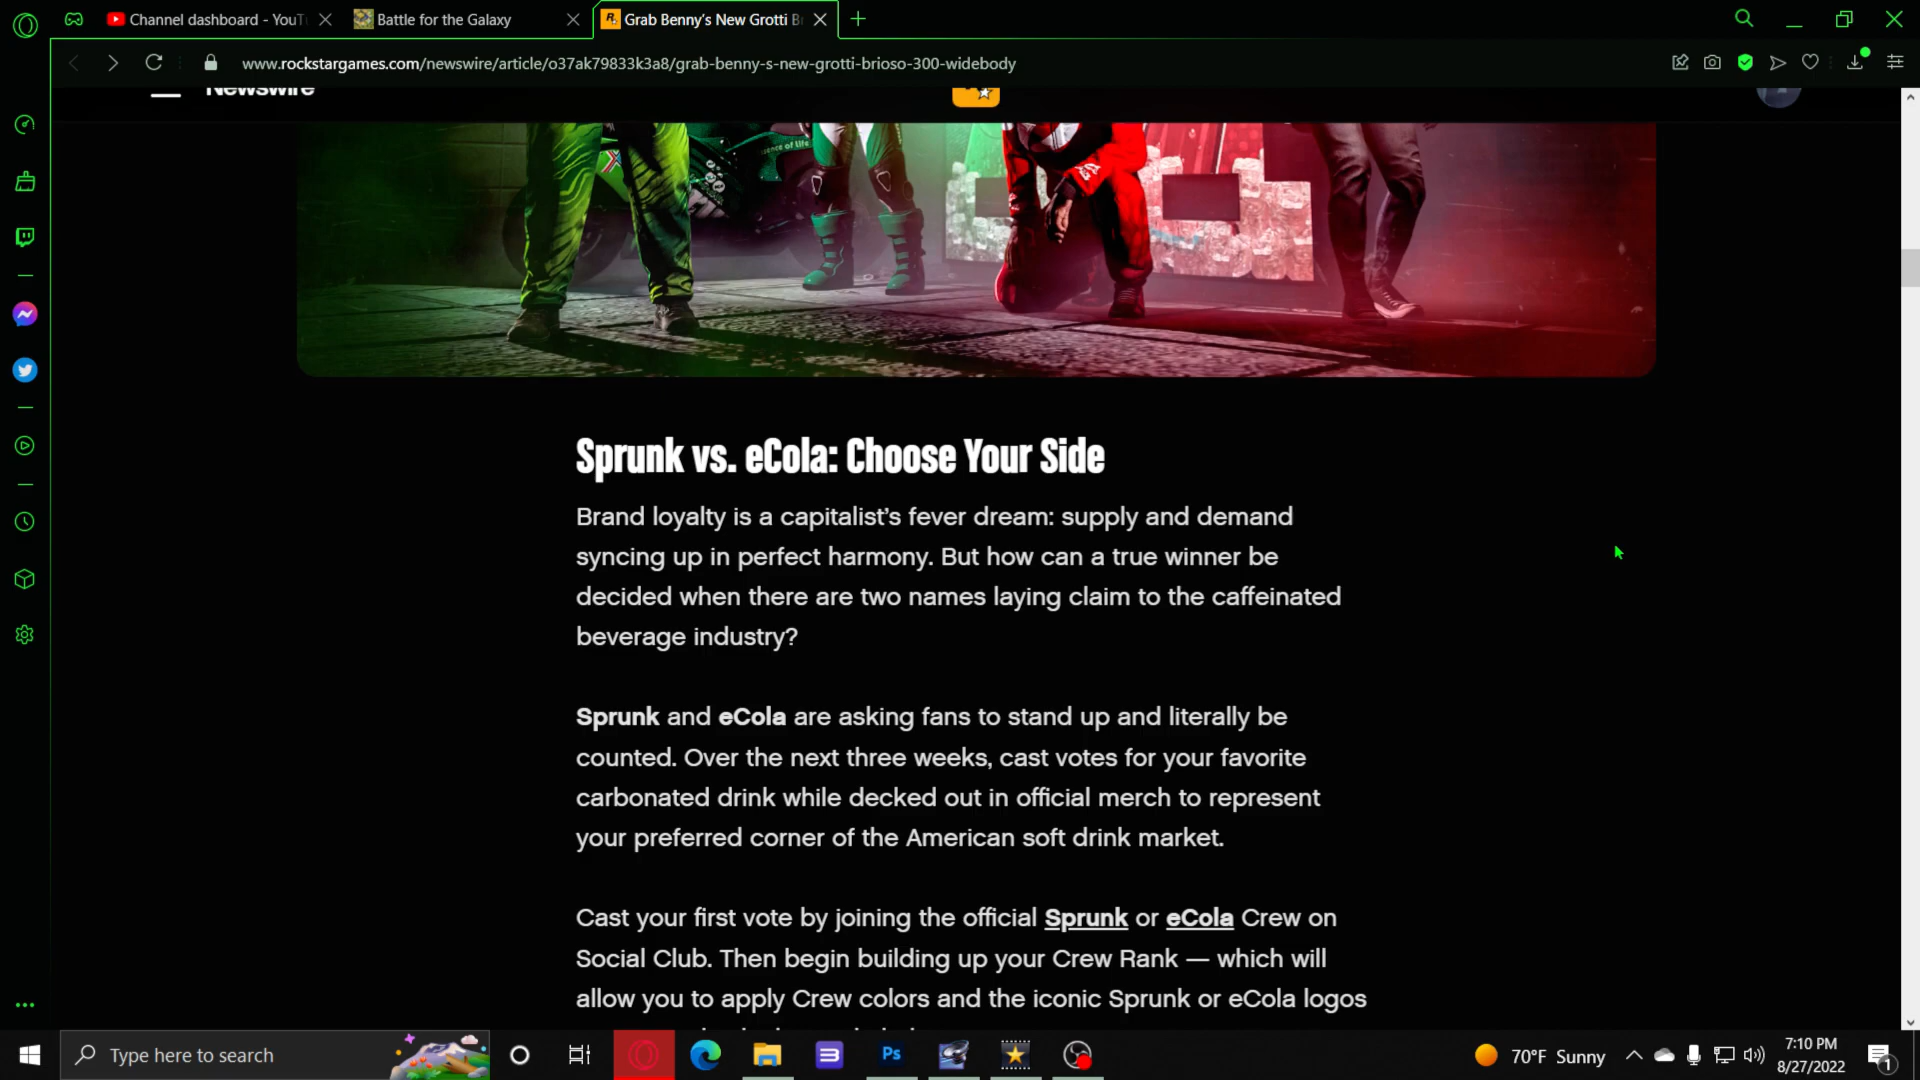 Channel dashboard - YouTu
Battle for the Galaxy
Grab Benny's New Grotti B
www.rockstargames.com/newswire/article/o37ak79833k3a8/grab-benny-s-new-grotti-brioso-300-widebody
Newswire
ence of Life
Sprunk vs. eCola: Choose Your Side
Brand loyalty is a capitalist's fever dream: supply and demand
syncing up in perfect harmony. But how can a true winner be
decided when there are two names laying claim to the caffeinated
beverage industry?
Sprunk and eCola are asking fans to stand up and literally be
counted. Over the next three weeks, cast votes for your favorite
carbonated drink while decked out in official merch to represent
your preferred corner of the American soft drink market.
Cast your first vote by joining the official Sprunk or eCola Crew on
Social Club. Then begin building up your Crew Rank — which will
allow you to apply Crew colors and the iconic Sprunk or eCola logos
Type here to search
Ps
70°F Sunny
7:10 PM
8/27/2022
1